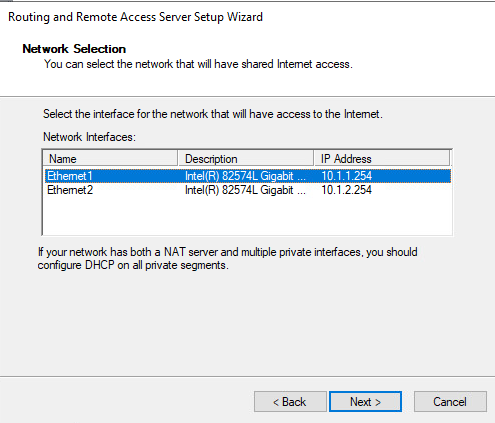 Routing and Remote Access Server Setup Wizard
Network Selection
You can select the network that will have shared Internet access.
Select the interface for the network that will have access to the Internet.
Network Interfaces:
Name Description IP Address
Ethernet1 Intel(R) 82574L Gigabit ... 10.1.1.254
Ethernet2 Intel(R) 82574L Gigabit ... 10.1.2.254
If your network has both a NAT server and multiple private interfaces, you should
configure DHCP on all private segments.
< Back Next > Cancel